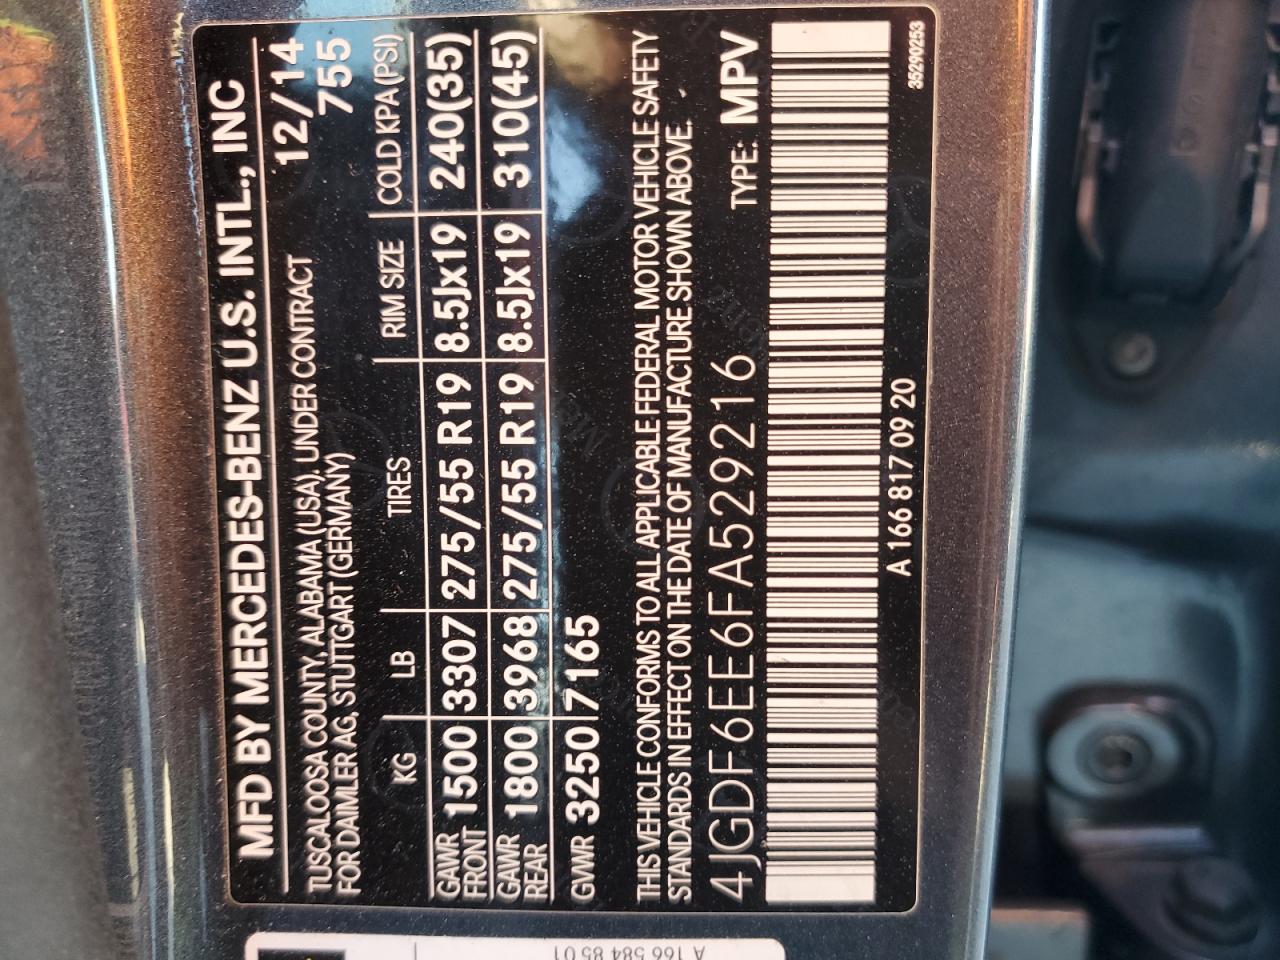 MFD BY MERCEDES-BENZ U.S. INTL., INC
12/14
TUSCALOOSA COUNTY, ALABAMA (USA), UNDER CONTRACT 755
FOR DAIMLER AG, STUTTGART (GERMANY)
KG LB TIRES RIM SIZE COLD KPA (PSI)
GAWR FRONT 1500 3307 275/55 R19 8.5Jx19 240(35)
GAWR REAR 1800 3968 275/55 R19 8.5Jx19 310(45)
GWWR 3250 7165
THIS VEHICLE CONFORMS TO ALL APPLICABLE FEDERAL MOTOR VEHICLE SAFETY
STANDARDS IN EFFECT ON THE DATE OF MANUFACTURE SHOWN ABOVE.
4JGDF6EE6FA529216 TYPE: MPV
A 166 817 09 20
35290253
A 166 584 85 01